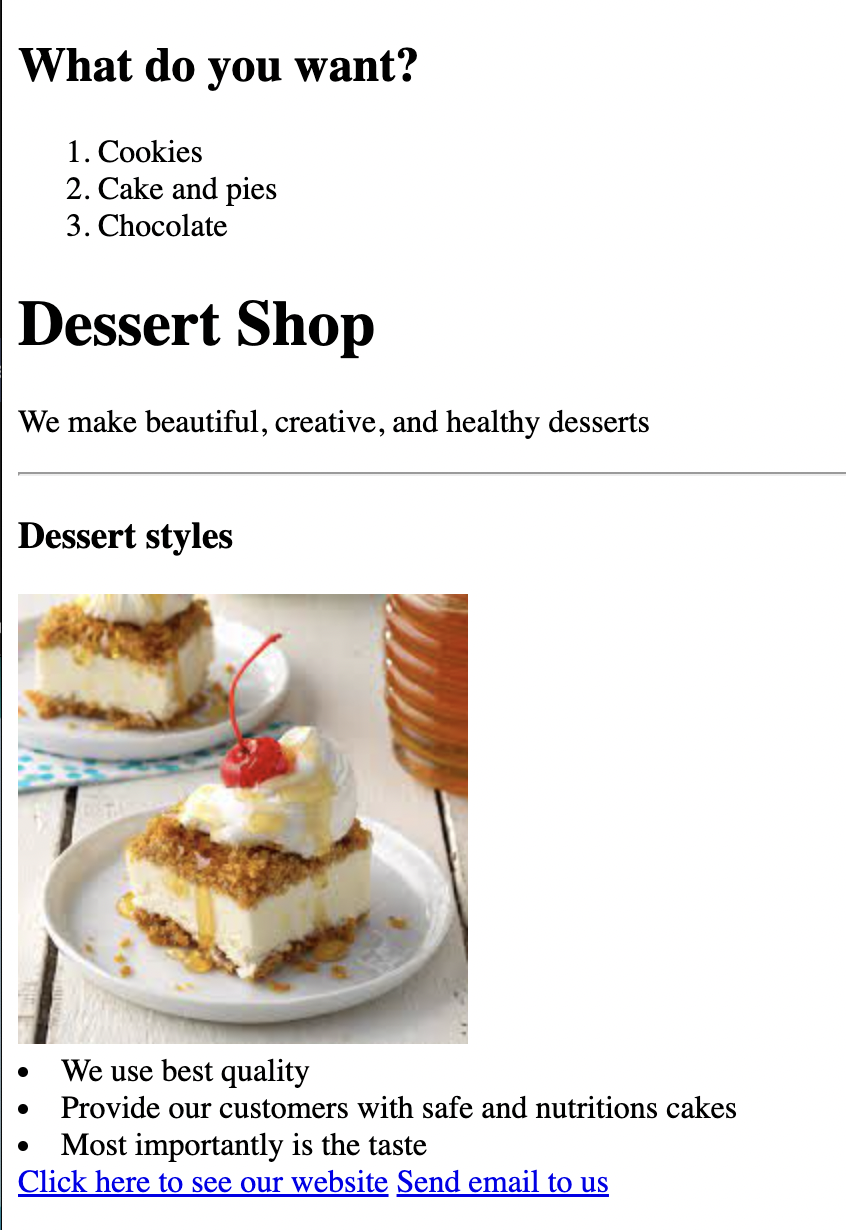 What do you want?
1. Cookies
2. Cake and pies
3. Chocolate
Dessert Shop
We make beautiful, creative, and healthy desserts
Dessert styles
• We use best quality
• Provide our customers with safe and nutritions cakes
• Most importantly is the taste
Click here to see our website Send email to us